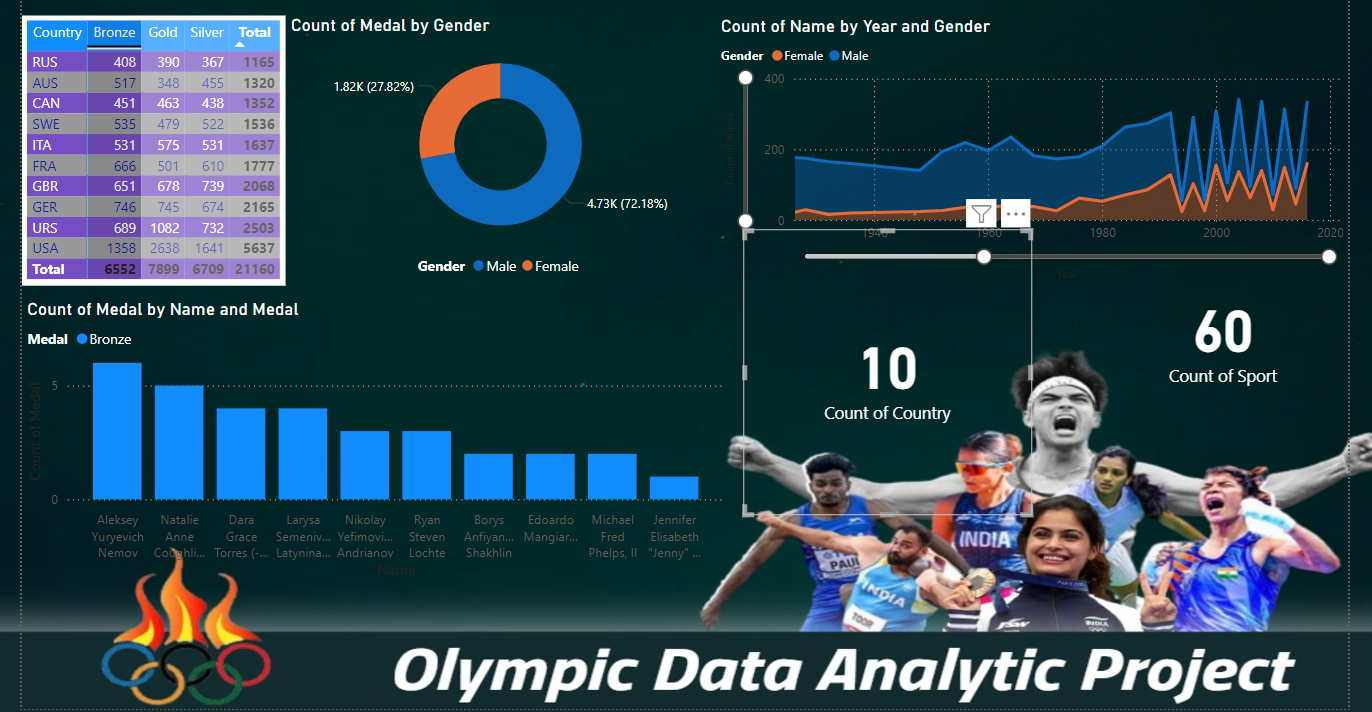 Country Bronze Gold Silver Total
RUS 408 390 367 1165
AUS 517 348 455 1320
CAN 451 463 438 1352
SWE 535 479 522 1536
ITA 531 575 531 1637
FRA 666 501 610 1777
GBR 651 678 739 2068
GER 746 745 674 2165
URS 689 1082 732 2503
USA 1358 2638 1641 5637
Total 6552 7899 6709 21160
Count of Medal by Gender
1.82K (27.82%)
4.73K (72.18%)
Gender Male Female
Count of Name by Year and Gender
Gender Female Male
Count of Name
400
200
0
1940 1960 1980 2000 2020
Year
10
Count of Country
60
Count of Sport
Count of Medal by Name and Medal
Medal Bronze
Count of Medal
5
0
Aleksey Yuryevich Nemov
Natalie Anne Coughli...
Dara Grace Torres (-...
Larysa Semeniv... Latynina...
Nikolay Yefimovi... Andrianov
Ryan Steven Lochte
Borys Anfiyan... Shakhlin
Edoardo Mangiar...
Michael Fred Phelps, II
Jennifer Elisabeth "Jenny" ...
Name
PAUL
INDIA
INDIA
TOOR
JSW
INDIA
Olympic Data Analytic Project